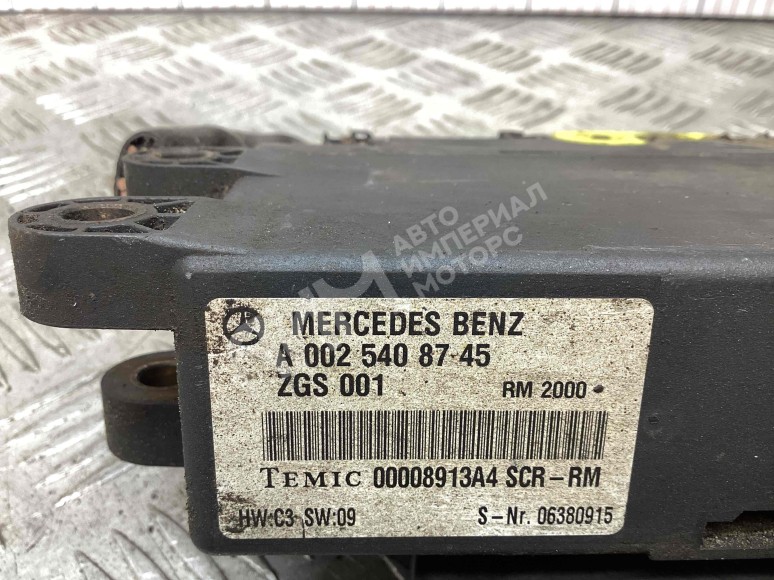 АВТО
ИМПЕРИАЛ
МОТОРС
MERCEDES BENZ
A 002 540 87 45
ZGS 001 RM 2000
TEMIC 00008913A4 SCR-RM
HW:C3 SW:09 S-Nr. 06380915